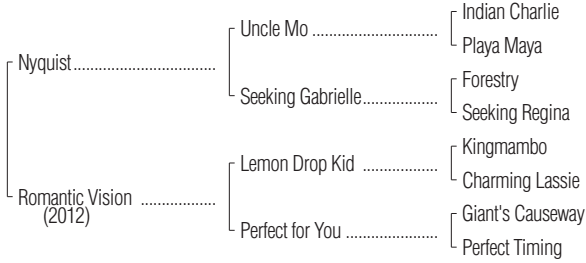 Indian Charlie
Uncle Mo ..............................
Playa Maya
Nyquist..................................
Forestry
Seeking Gabrielle..................
Seeking Regina
Kingmambo
Lemon Drop Kid ..................
Charming Lassie
Romantic Vision ..................
(2012)
Giant's Causeway
Perfect for You ......................
Perfect Timing